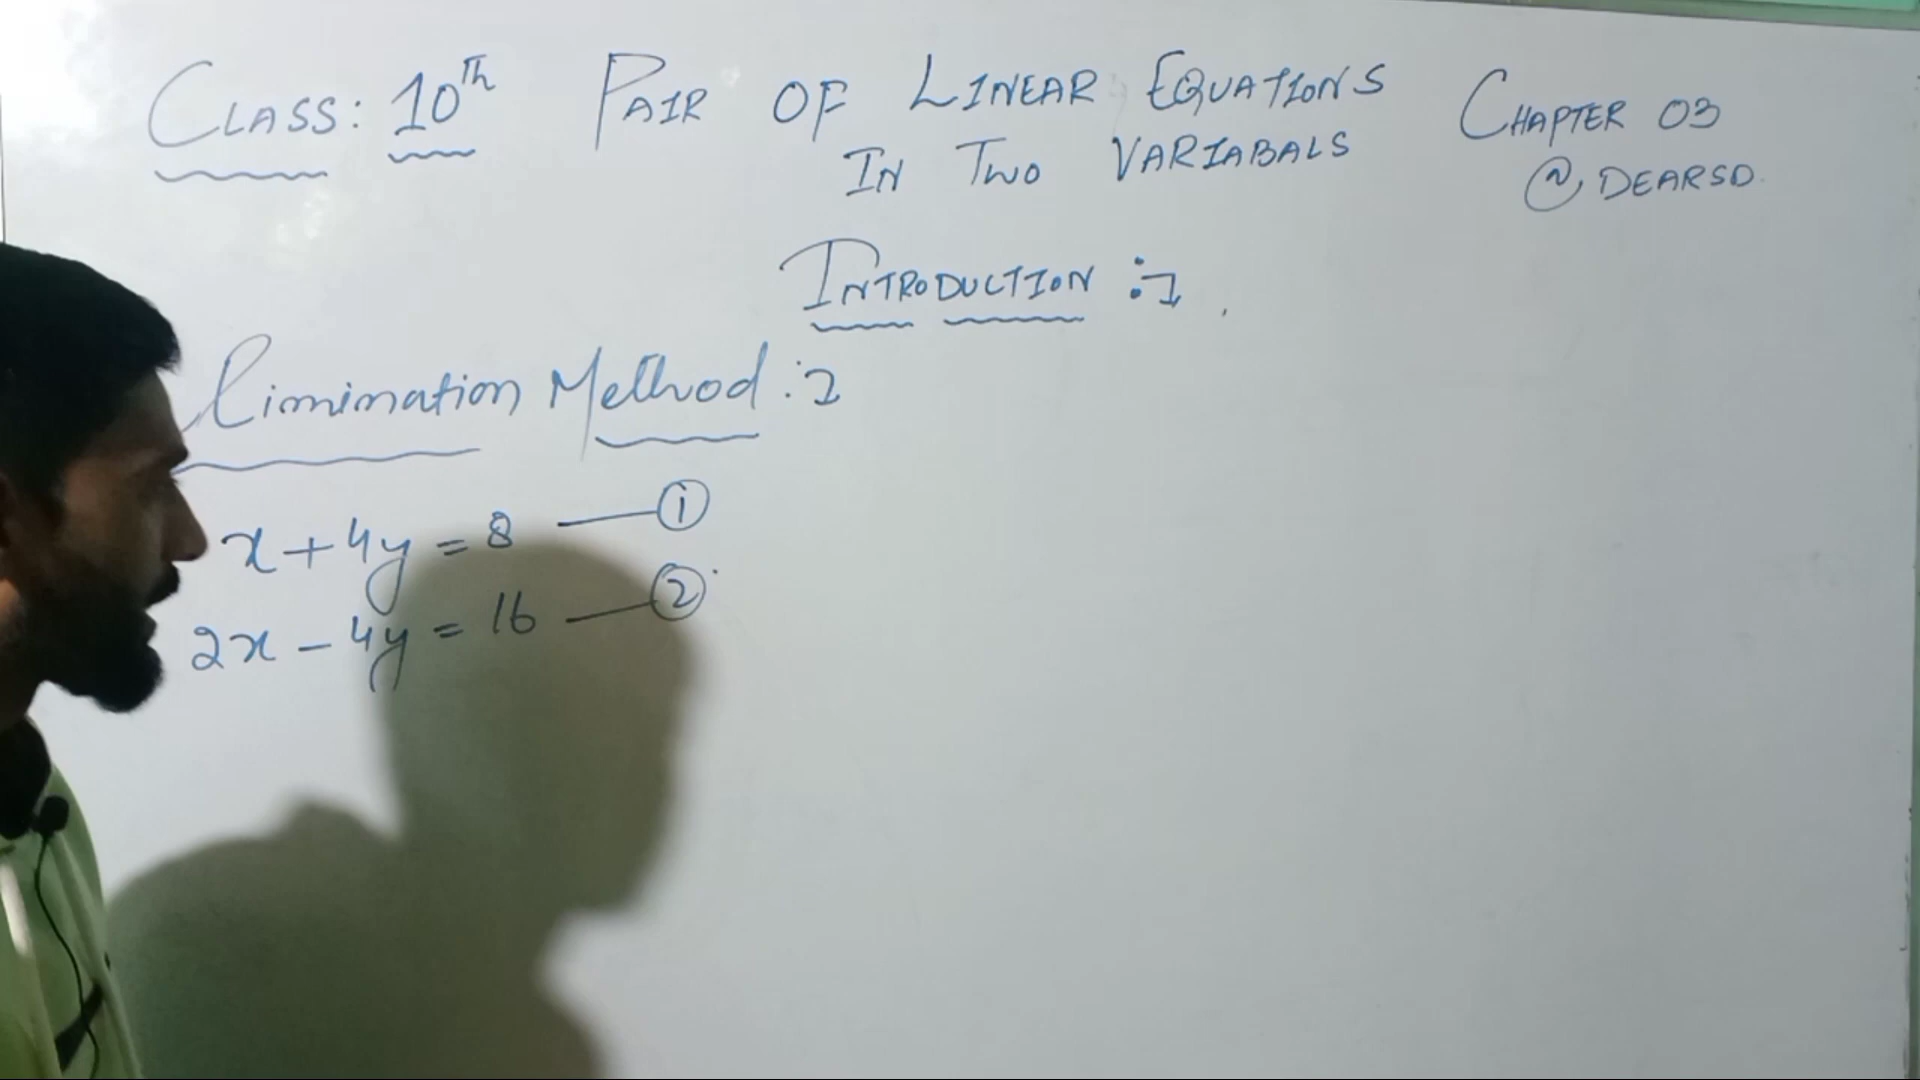 CLASS: 10th PAIR OF LINEAR EQUATIONS CHAPTER 03
IN TWO VARIABALS @DEARSD
INTRODUCTION :-
Elimination Method :-
x + 4y = 8 — ①
2x - 4y = 16 — ②